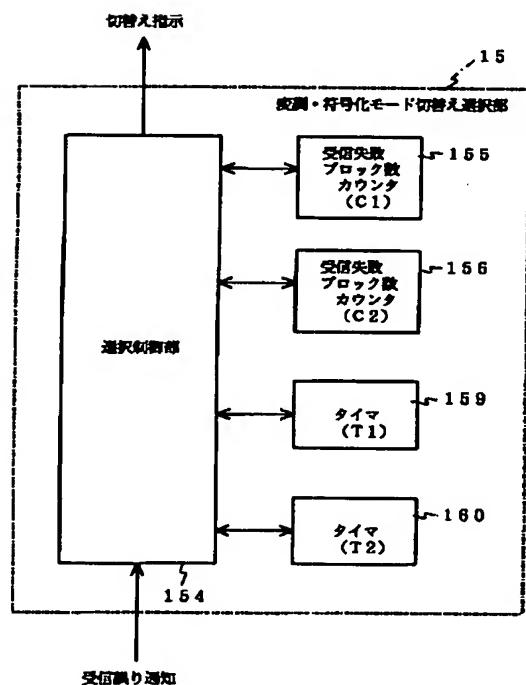 切替え指示
15
変調・符号化モード切替え選択部
受信失敗
ブロック数
カウンタ
(C1)
155
受信失敗
ブロック数
カウンタ
(C2)
156
選択制御部
タイマ
(T1)
159
タイマ
(T2)
160
154
受信誤り通知